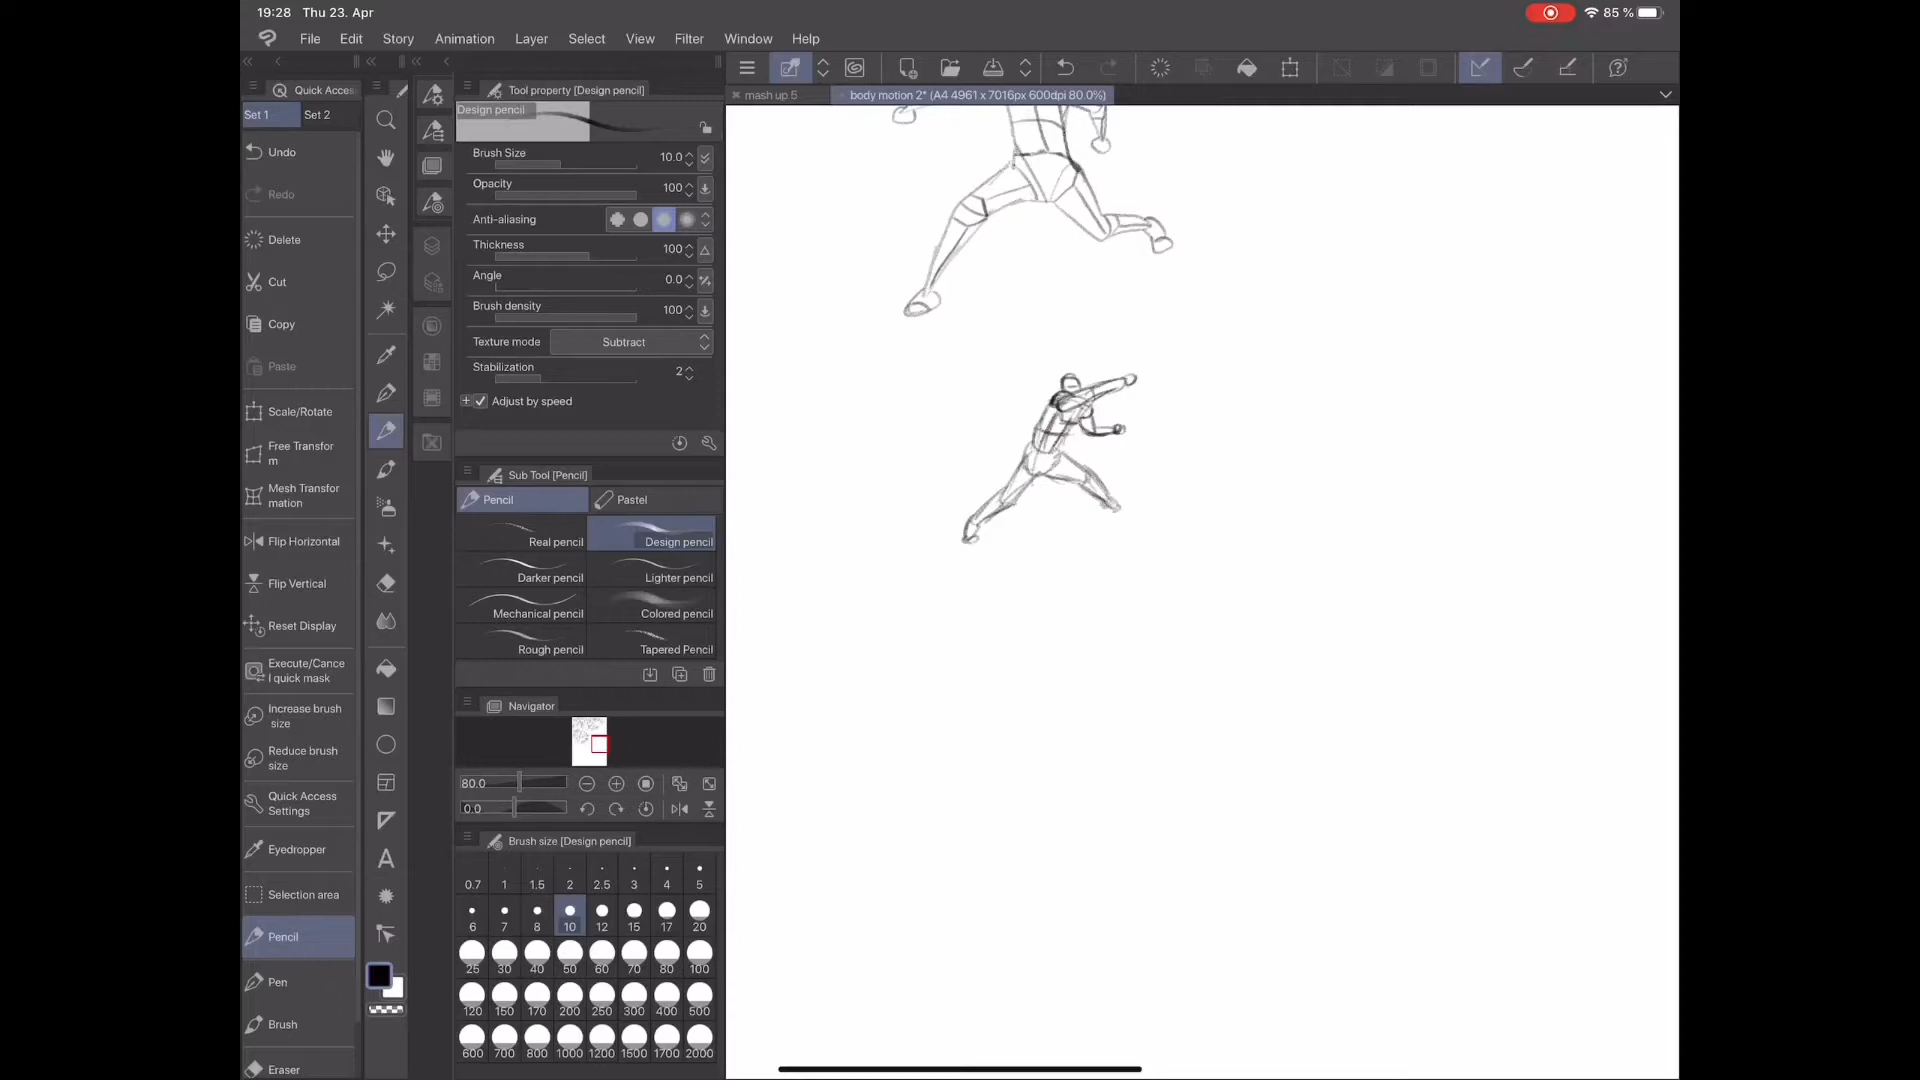 19:28 Thu 23. Apr
85 %
File Edit Story Animation Layer Select View Filter Window Help
Quick Acces
Set 1 Set 2
Undo
Redo
Delete
Cut
Copy
Paste
Scale/Rotate
Free Transfor
m
Mesh Transfor
mation
Flip Horizontal
Flip Vertical
Reset Display
Execute/Cance
l quick mask
Increase brush
size
Reduce brush
size
Quick Access
Settings
Eyedropper
Selection area
Pencil
Pen
Brush
Eraser
A
Tool property [Design pencil]
Design pencil
Brush Size 10.0
Opacity 100
Anti-aliasing
Thickness 100
Angle 0.0
Brush density 100
Texture mode Subtract
Stabilization 2
Adjust by speed
Sub Tool [Pencil]
Pencil Pastel
Real pencil Design pencil
Darker pencil Lighter pencil
Mechanical pencil Colored pencil
Rough pencil Tapered Pencil
Navigator
80.0
0.0
Brush size [Design pencil]
0.7 1 1.5 2 2.5 3 4 5
6 7 8 10 12 15 17 20
25 30 40 50 60 70 80 100
120 150 170 200 250 300 400 500
600 700 800 1000 1200 1500 1700 2000
mash up 5 body motion 2* (A4 4961 x 7016px 600dpi 80.0%)